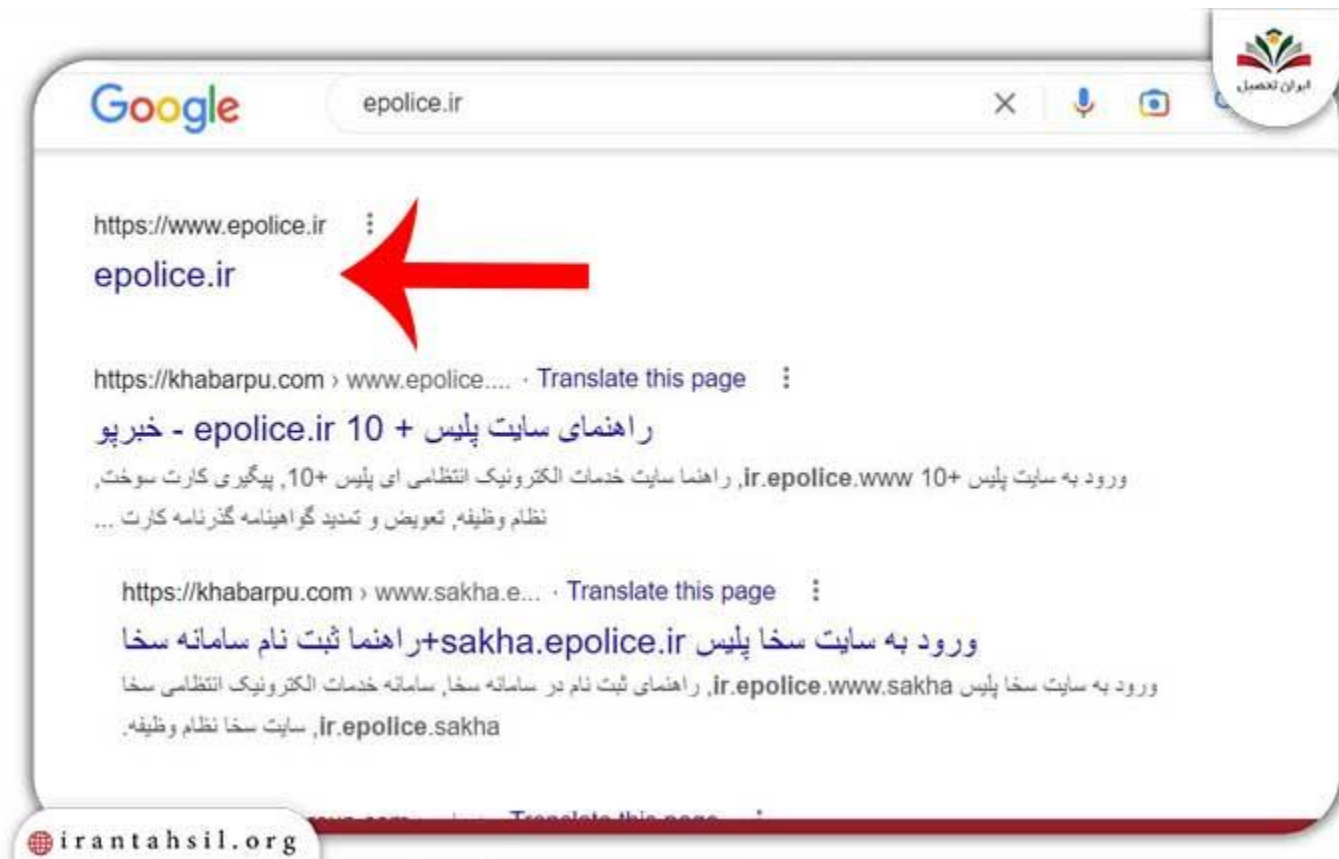 ایران تحصیل
Google
epolice.ir
https://www.epolice.ir
epolice.ir
https://khabarpu.com › www.epolice.... · Translate this page
راهنمای سایت پلیس + 10 epolice.ir - خبرپو
ورود به سایت پلیس +10 ir.epolice.www, راهنما سایت خدمات الکترونیک انتظامی ای پلیس +10, پیگیری کارت سوخت,
نظام وظیفه, تعویض و تمدید گواهینامه گذرنامه کارت ...
https://khabarpu.com › www.sakha.e... · Translate this page
ورود به سایت سخا پلیس sakha.epolice.ir+راهنما ثبت نام سامانه سخا
ورود به سایت سخا پلیس ir.epolice.www.sakha, راهنمای ثبت نام در سامانه سخا, سامانه خدمات الکترونیک انتظامی سخا
ir.epolice.sakha, سایت سخا نظام وظیفه.
Translate this page
irantahsil.org